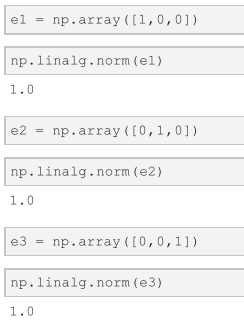 e1 = np.array([1,0,0])
np.linalg.norm(e1)
1.0
e2 = np.array([0,1,0])
np.linalg.norm(e2)
1.0
e3 = np.array([0,0,1])
np.linalg.norm(e3)
1.0